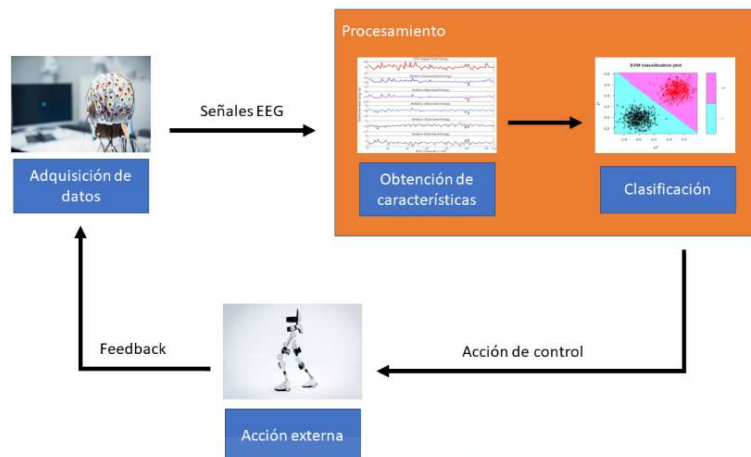 Procesamiento
Señales EEG
Adquisición de
datos
SVM classification plot
Obtención de
características
Clasificación
Feedback
Acción de control
Acción externa